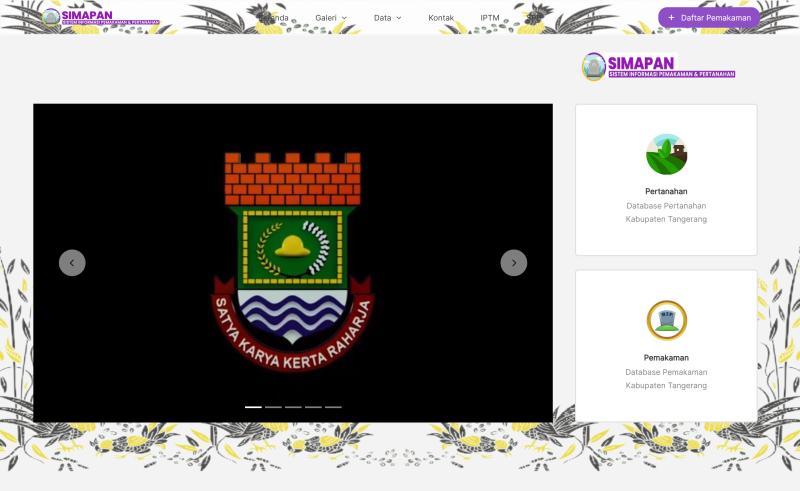 SIMAPAN
SISTEM INFORMASI PEMAKAMAN & PERTANAHAN
Galeri
Data
Kontak
IPTM
+ Daftar Pemakaman
SIMAPAN
SISTEM INFORMASI PEMAKAMAN & PERTANAHAN
SATYA KARYA KERTA RAHARJA
Pertanahan
Database Pertanahan
Kabupaten Tangerang
R.I.P
Pemakaman
Database Pemakaman
Kabupaten Tangerang